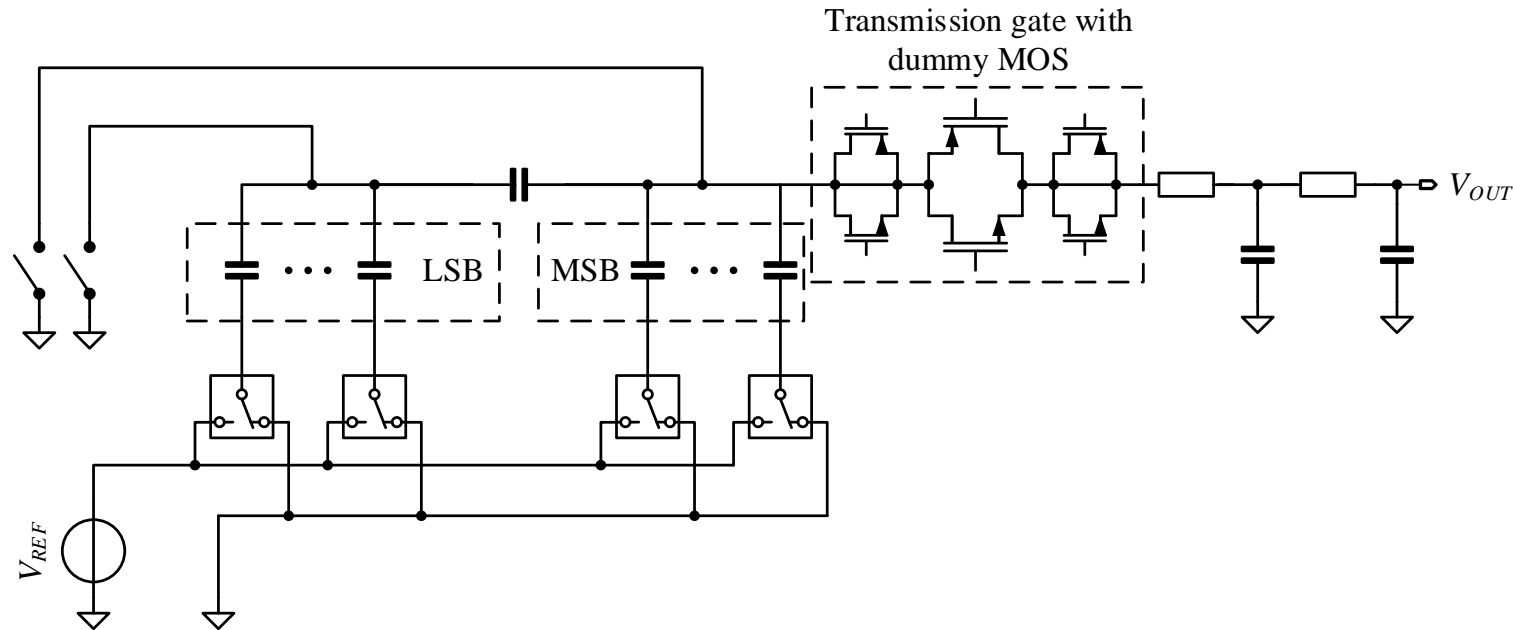 Transmission gate with
dummy MOS
V_OUT
LSB
MSB
V_REF